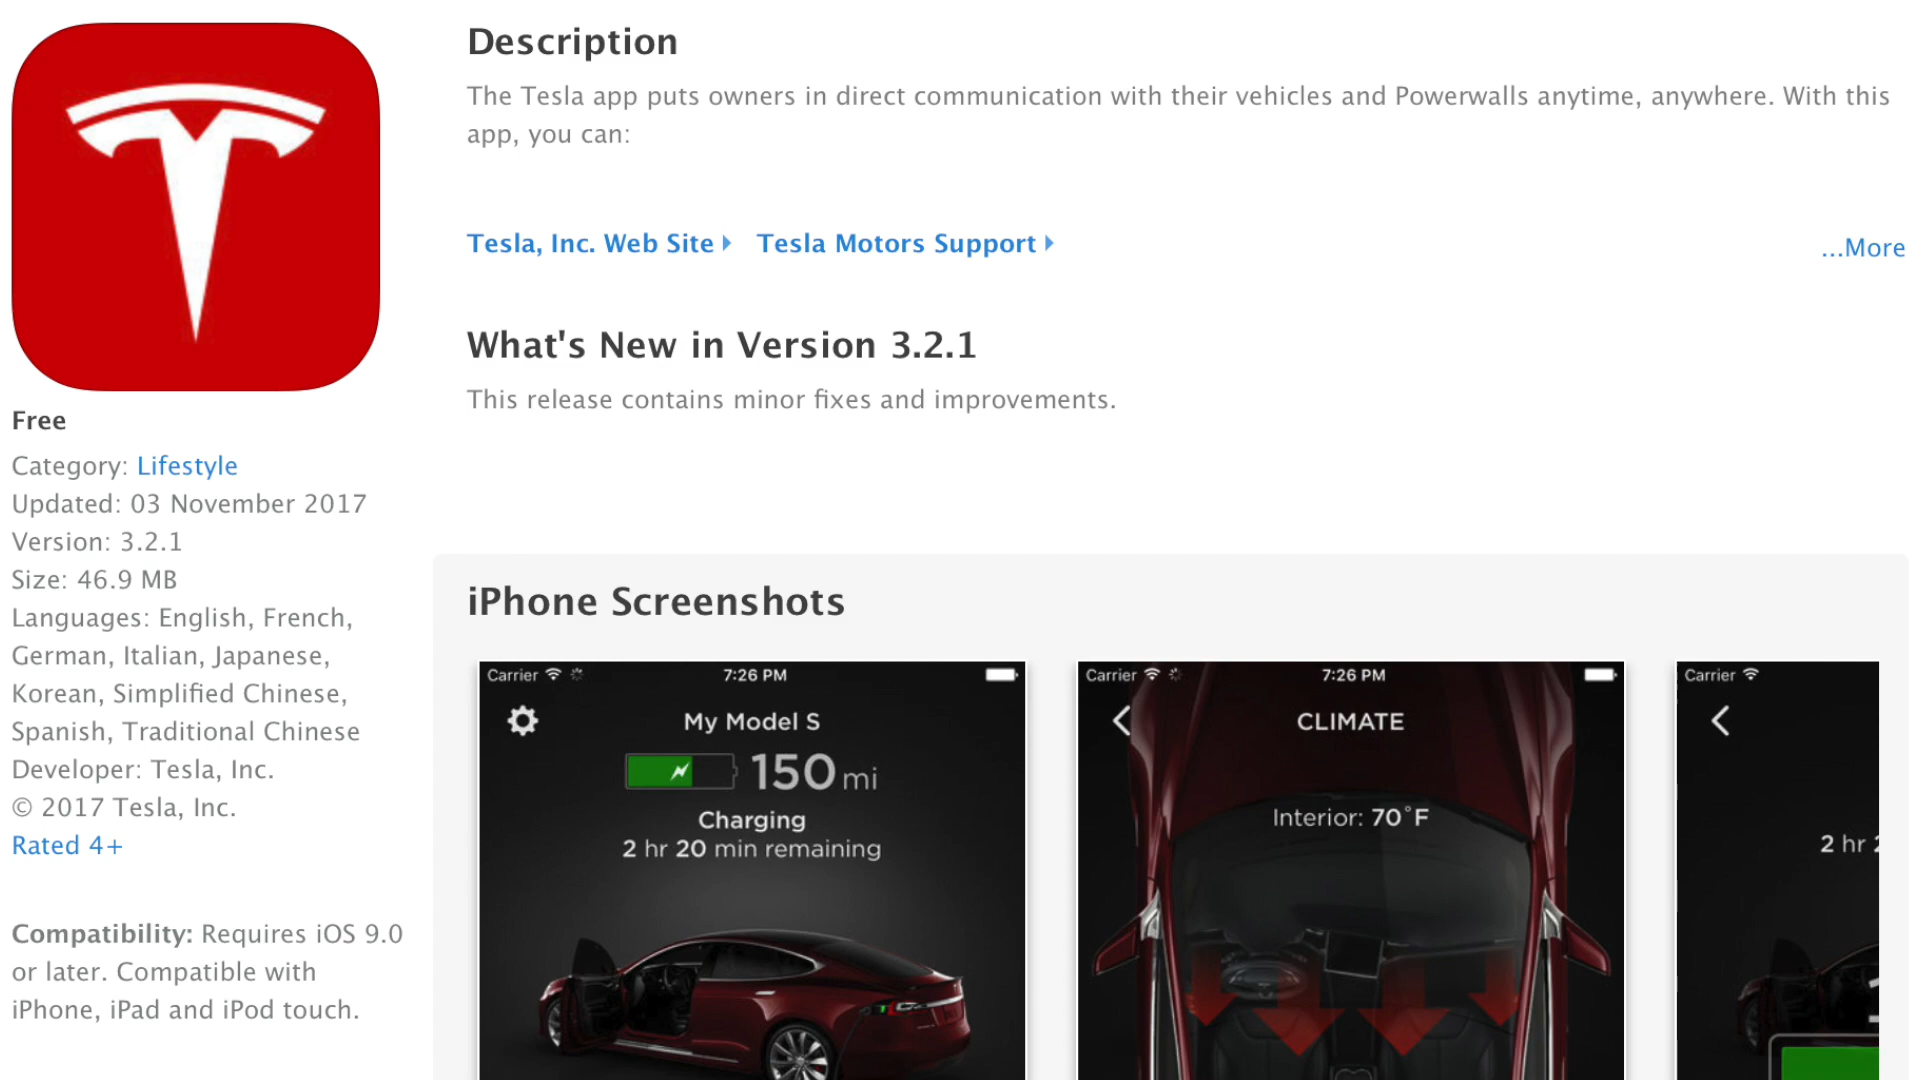 Description
The Tesla app puts owners in direct communication with their vehicles and Powerwalls anytime, anywhere. With this
app, you can:
Tesla, Inc. Web Site
Tesla Motors Support
...More
What's New in Version 3.2.1
This release contains minor fixes and improvements.
Free
Category: Lifestyle
Updated: 03 November 2017
Version: 3.2.1
Size: 46.9 MB
Languages: English, French,
German, Italian, Japanese,
Korean, Simplified Chinese,
Spanish, Traditional Chinese
Developer: Tesla, Inc.
© 2017 Tesla, Inc.
Rated 4+
Compatibility: Requires iOS 9.0
or later. Compatible with
iPhone, iPad and iPod touch.
iPhone Screenshots
Carrier 7:26 PM
My Model S
150 mi
Charging
2 hr 20 min remaining
Carrier 7:26 PM
CLIMATE
Interior: 70°F
Carrier
2 hr